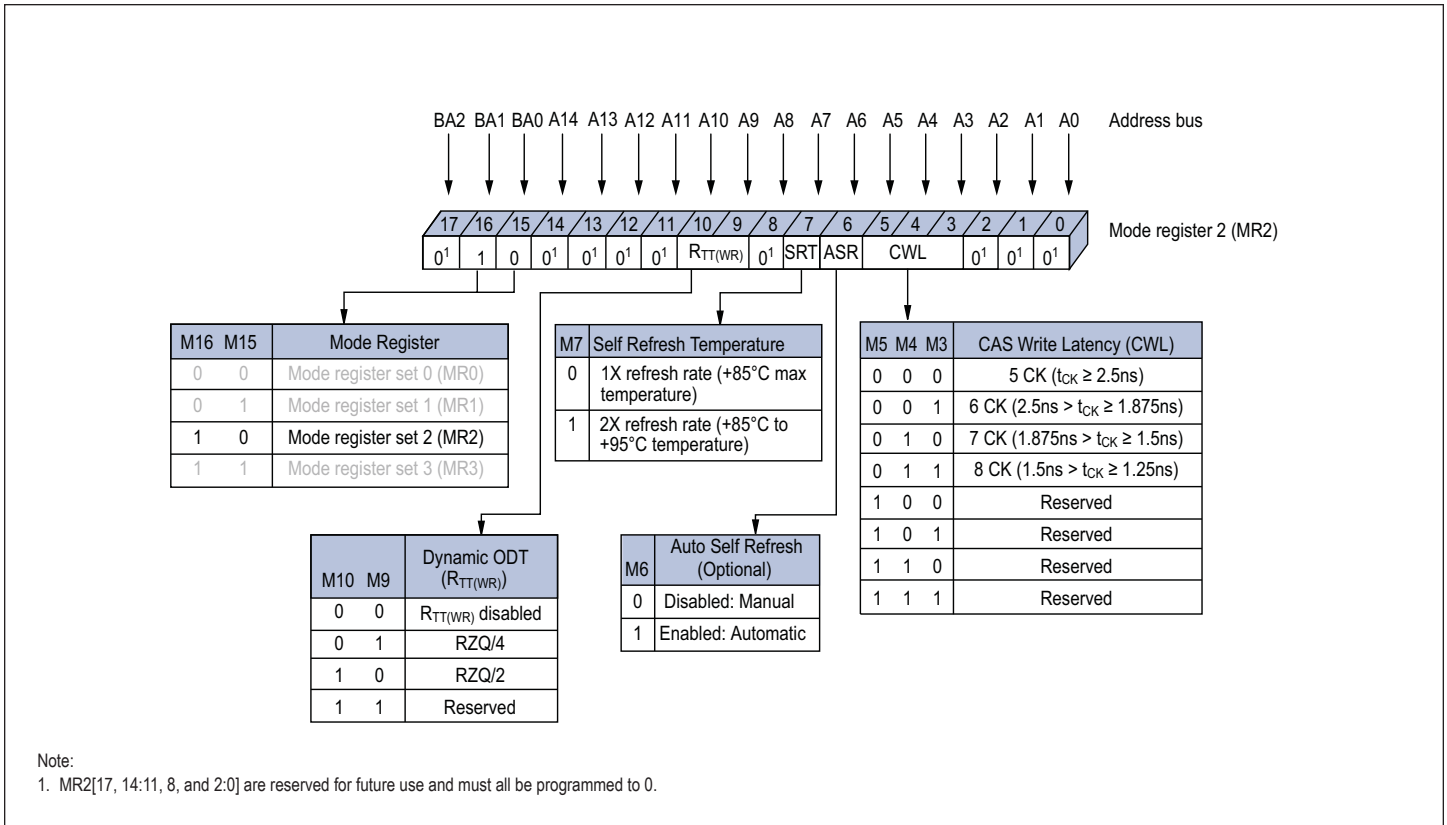 BA2 BA1 BA0 A14 A13 A12 A11 A10 A9 A8 A7 A6 A5 A4 A3 A2 A1 A0 Address bus
17 16 15 14 13 12 11 10 9 8 7 6 5 4 3 2 1 0
Mode register 2 (MR2)
0¹ 1 0 0¹ 0¹ 0¹ 0¹ RTT(WR) 0¹ SRT ASR CWL 0¹ 0¹ 0¹
M16 M15 Mode Register
0 0 Mode register set 0 (MR0)
0 1 Mode register set 1 (MR1)
1 0 Mode register set 2 (MR2)
1 1 Mode register set 3 (MR3)
M7 Self Refresh Temperature
0 1X refresh rate (+85°C max
temperature)
1 2X refresh rate (+85°C to
+95°C temperature)
M5 M4 M3 CAS Write Latency (CWL)
0 0 0 5 CK (tCK ≥ 2.5ns)
0 0 1 6 CK (2.5ns > tCK ≥ 1.875ns)
0 1 0 7 CK (1.875ns > tCK ≥ 1.5ns)
0 1 1 8 CK (1.5ns > tCK ≥ 1.25ns)
1 0 0 Reserved
1 0 1 Reserved
1 1 0 Reserved
1 1 1 Reserved
M10 M9 Dynamic ODT
(RTT(WR))
0 0 RTT(WR) disabled
0 1 RZQ/4
1 0 RZQ/2
1 1 Reserved
M6 Auto Self Refresh
(Optional)
0 Disabled: Manual
1 Enabled: Automatic
Note:
1. MR2[17, 14:11, 8, and 2:0] are reserved for future use and must all be programmed to 0.